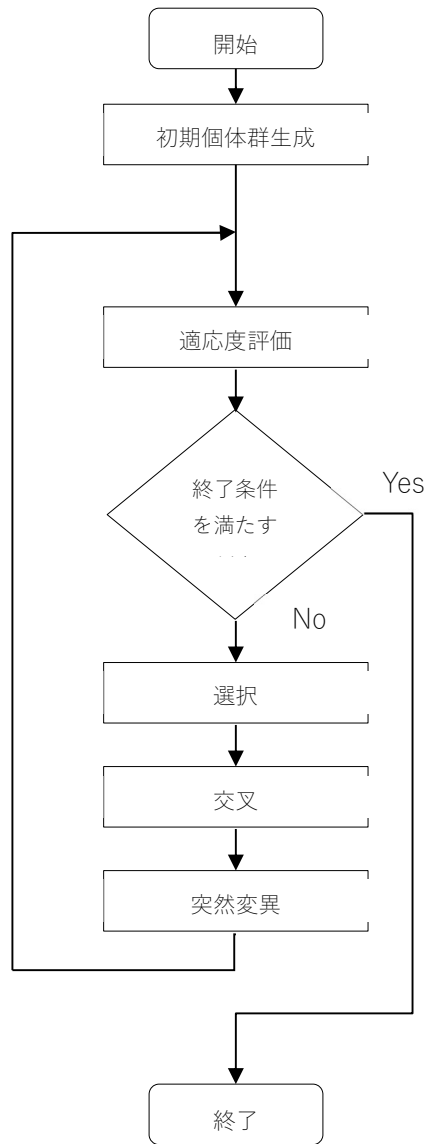 開始
初期個体群生成
適応度評価
終了条件
を満たす
Yes
No
選択
交叉
突然変異
終了